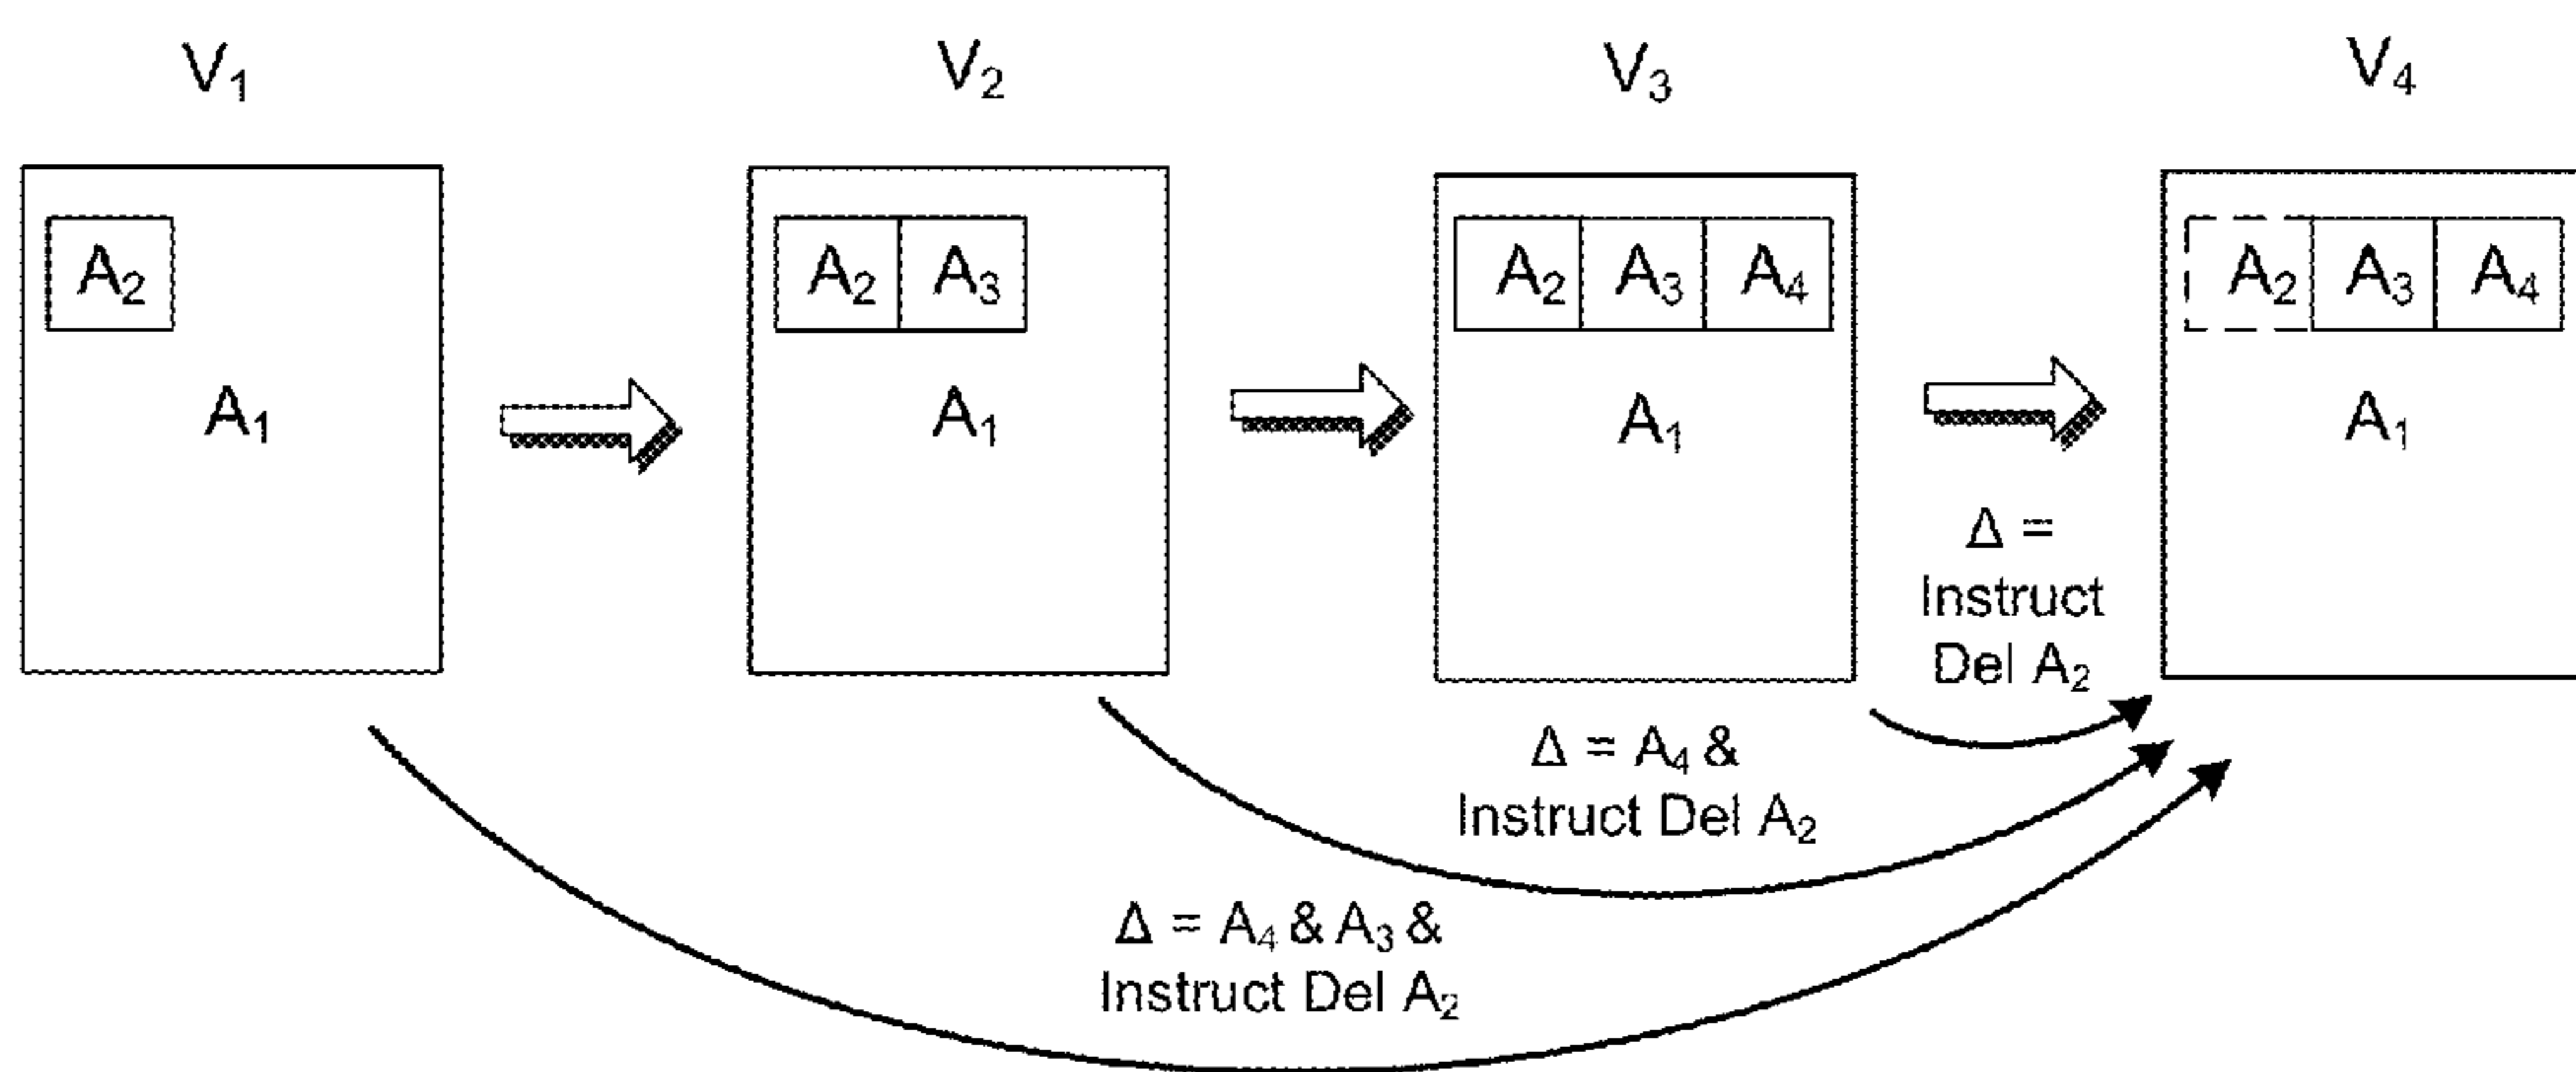 V₁ V₂ V₃ V₄
A₂ A₂ A₃ A₂ A₃ A₄ A₂ A₃ A₄
A₁ A₁ A₁ A₁
Δ =
Instruct
Del A₂
Δ = A₄ &
Instruct Del A₂
Δ = A₄ & A₃ &
Instruct Del A₂